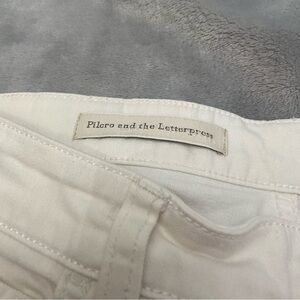 Pilcro and the Letterpress